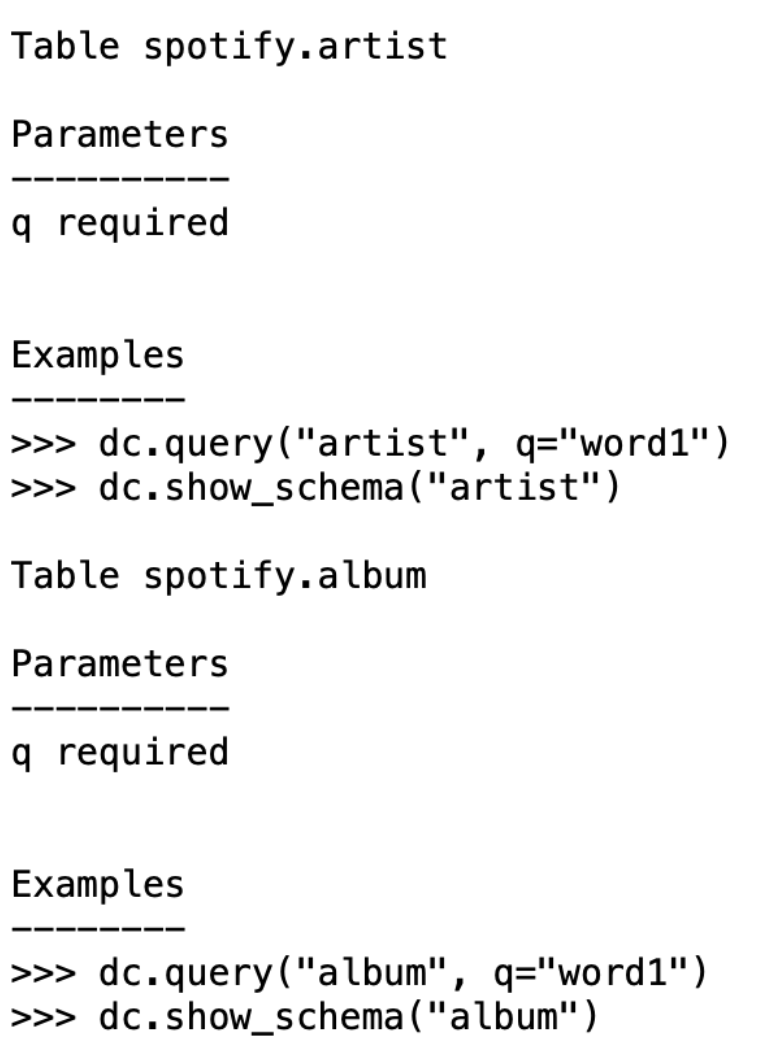 Table spotify.artist
Parameters
----------
q required
Examples
--------
>>> dc.query("artist", q="word1")
>>> dc.show_schema("artist")
Table spotify.album
Parameters
----------
q required
Examples
--------
>>> dc.query("album", q="word1")
>>> dc.show_schema("album")